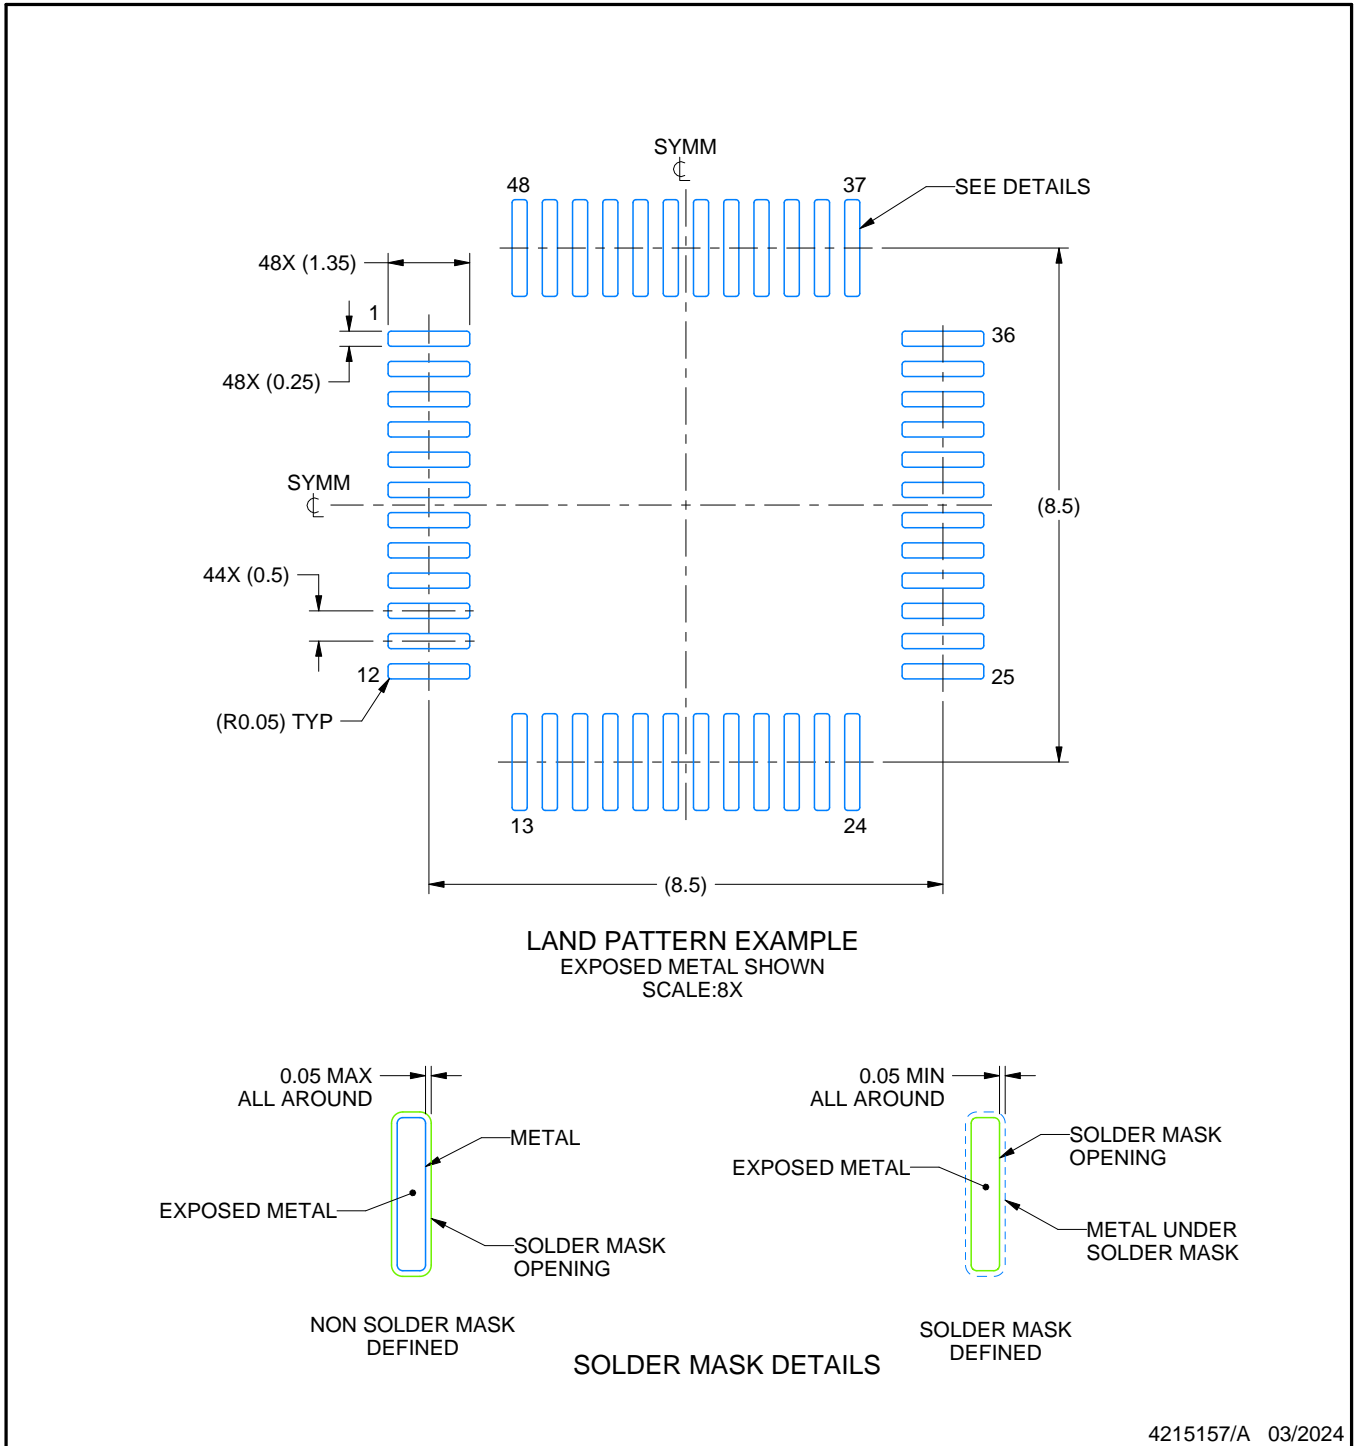 SYMM
℄
48
37
SEE DETAILS
48X (1.35)
1
36
48X (0.25)
SYMM
℄
(8.5)
44X (0.5)
12
25
(R0.05) TYP
13
24
(8.5)
LAND PATTERN EXAMPLE
EXPOSED METAL SHOWN
SCALE:8X
0.05 MAX
ALL AROUND
METAL
EXPOSED METAL
SOLDER MASK
OPENING
NON SOLDER MASK
DEFINED
0.05 MIN
ALL AROUND
SOLDER MASK
OPENING
EXPOSED METAL
METAL UNDER
SOLDER MASK
SOLDER MASK
DEFINED
SOLDER MASK DETAILS
4215157/A 03/2024